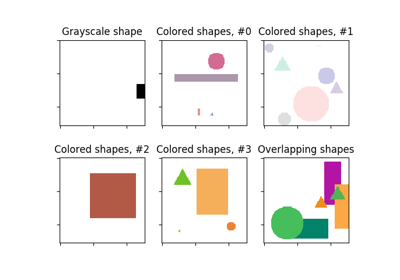 Grayscale shape
Colored shapes, #0
Colored shapes, #1
Colored shapes, #2
Colored shapes, #3
Overlapping shapes